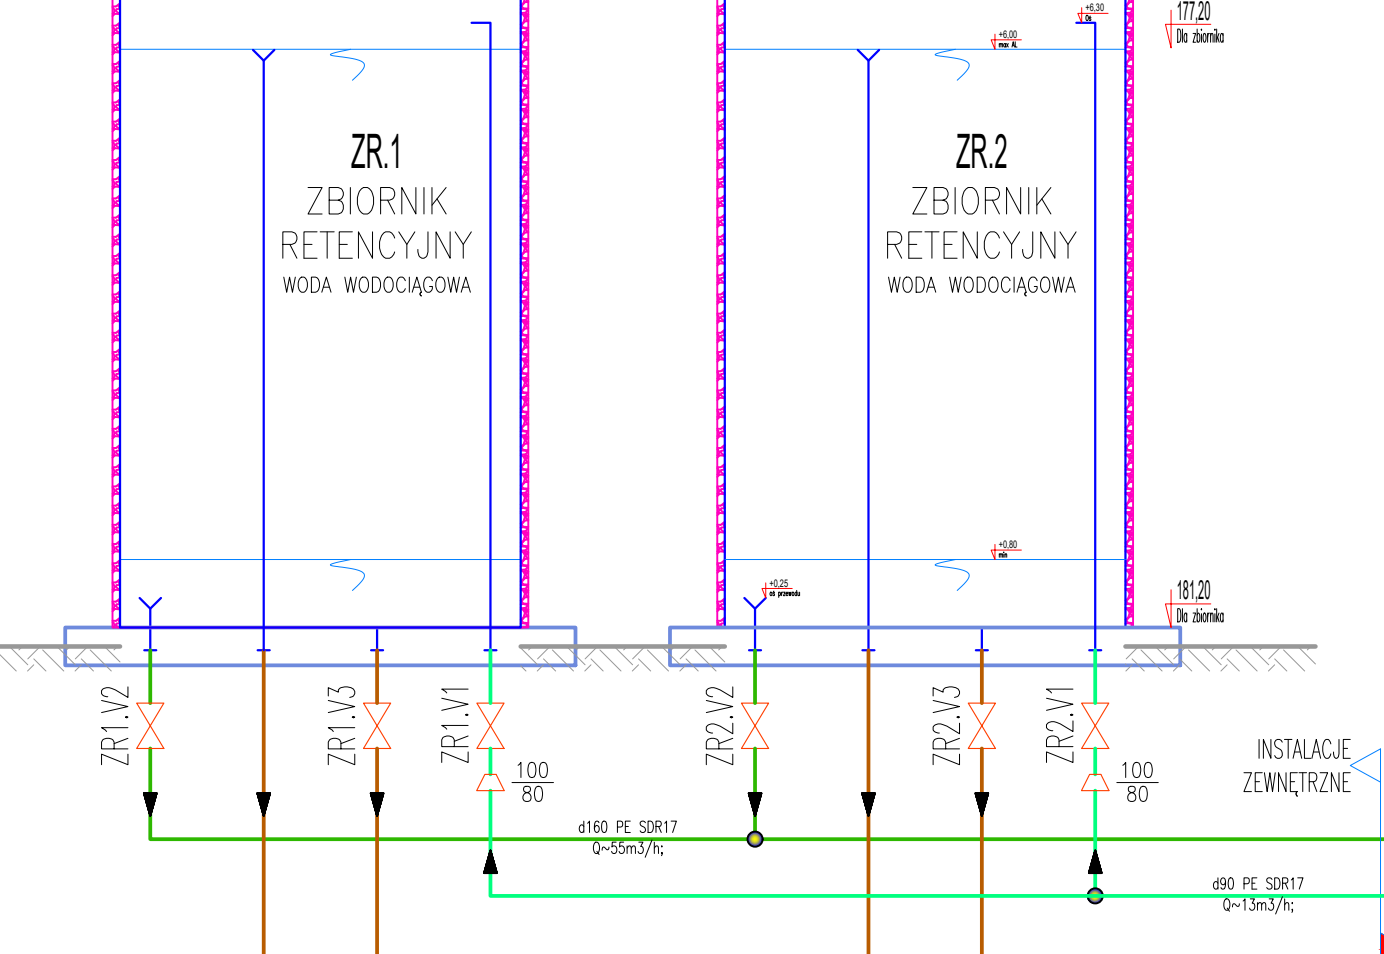 +6,30
Oś
177,20
Dla zbiornika
+6,00
max AL
ZR.1
ZBIORNIK
RETENCYJNY
WODA WODOCIĄGOWA
ZR.2
ZBIORNIK
RETENCYJNY
WODA WODOCIĄGOWA
+0,80
min
+0,25
oś przewodu
181,20
Dla zbiornika
ZR1.V2
ZR1.V3
ZR1.V1
100
80
ZR2.V2
ZR2.V3
ZR2.V1
100
80
INSTALACJE
ZEWNĘTRZNE
d160 PE SDR17
Q~55m3/h;
d90 PE SDR17
Q~13m3/h;